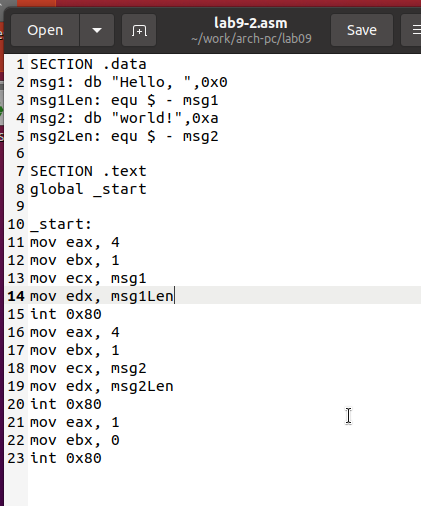 Open
lab9-2.asm
~/work/arch-pc/lab09
Save
1 SECTION .data
2 msg1: db "Hello, ",0x0
3 msg1Len: equ $ - msg1
4 msg2: db "world!",0xa
5 msg2Len: equ $ - msg2
6
7 SECTION .text
8 global _start
9
10 _start:
11 mov eax, 4
12 mov ebx, 1
13 mov ecx, msg1
14 mov edx, msg1Len
15 int 0x80
16 mov eax, 4
17 mov ebx, 1
18 mov ecx, msg2
19 mov edx, msg2Len
20 int 0x80
21 mov eax, 1
22 mov ebx, 0
23 int 0x80